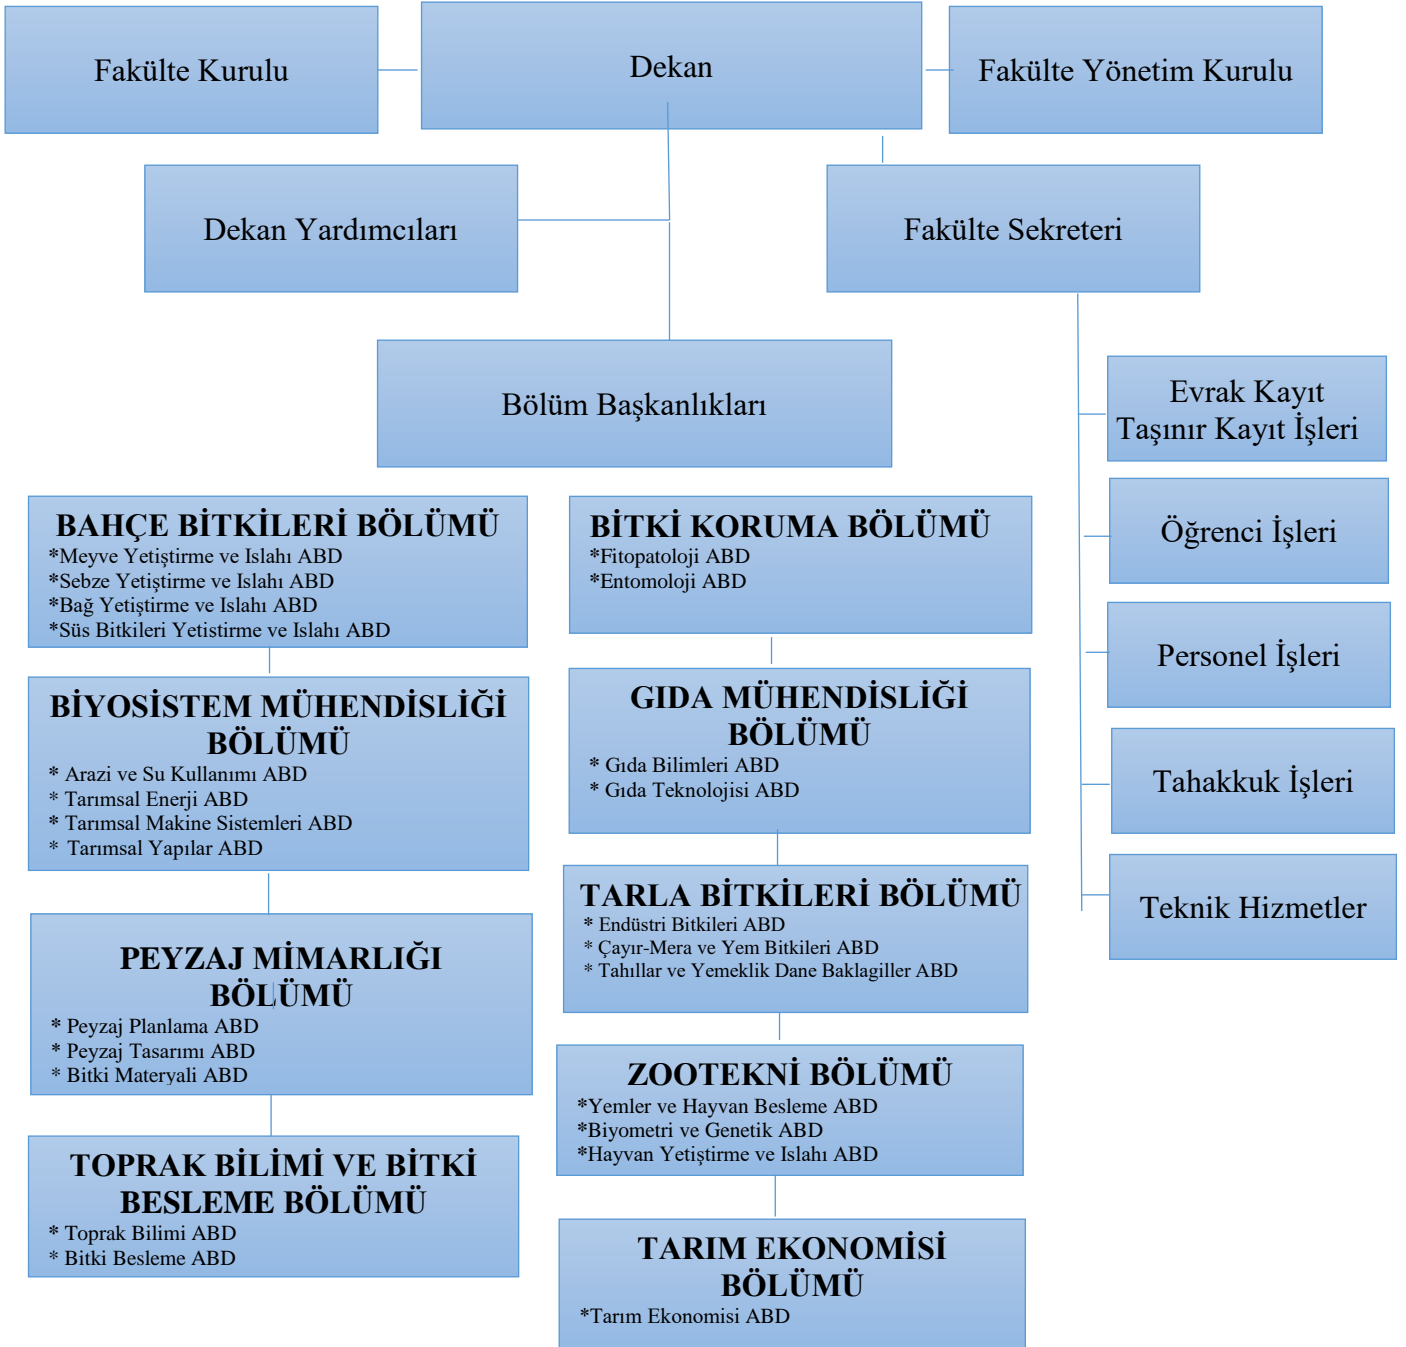 Fakülte Kurulu
Dekan
Fakülte Yönetim Kurulu
Dekan Yardımcıları
Fakülte Sekreteri
Bölüm Başkanlıkları
Evrak Kayıt
Taşınır Kayıt İşleri
Öğrenci İşleri
Personel İşleri
Tahakkuk İşleri
Teknik Hizmetler
BAHÇE BİTKİLERİ BÖLÜMÜ
*Meyve Yetiştirme ve Islahı ABD
*Sebze Yetiştirme ve Islahı ABD
*Bağ Yetiştirme ve Islahı ABD
*Süs Bitkileri Yetistirme ve Islahı ABD
BİYOSİSTEM MÜHENDİSLİĞİ
BÖLÜMÜ
* Arazi ve Su Kullanımı ABD
* Tarımsal Enerji ABD
* Tarımsal Makine Sistemleri ABD
* Tarımsal Yapılar ABD
PEYZAJ MİMARLIĞI
BÖLÜMÜ
* Peyzaj Planlama ABD
* Peyzaj Tasarımı ABD
* Bitki Materyali ABD
TOPRAK BİLİMİ VE BİTKİ
BESLEME BÖLÜMÜ
* Toprak Bilimi ABD
* Bitki Besleme ABD
BİTKİ KORUMA BÖLÜMÜ
*Fitopatoloji ABD
*Entomoloji ABD
GIDA MÜHENDİSLİĞİ
BÖLÜMÜ
* Gıda Bilimleri ABD
* Gıda Teknolojisi ABD
TARLA BİTKİLERİ BÖLÜMÜ
* Endüstri Bitkileri ABD
* Çayır-Mera ve Yem Bitkileri ABD
* Tahıllar ve Yemeklik Dane Baklagiller ABD
ZOOTEKNİ BÖLÜMÜ
*Yemler ve Hayvan Besleme ABD
*Biyometri ve Genetik ABD
*Hayvan Yetiştirme ve Islahı ABD
TARIM EKONOMİSİ
BÖLÜMÜ
*Tarım Ekonomisi ABD